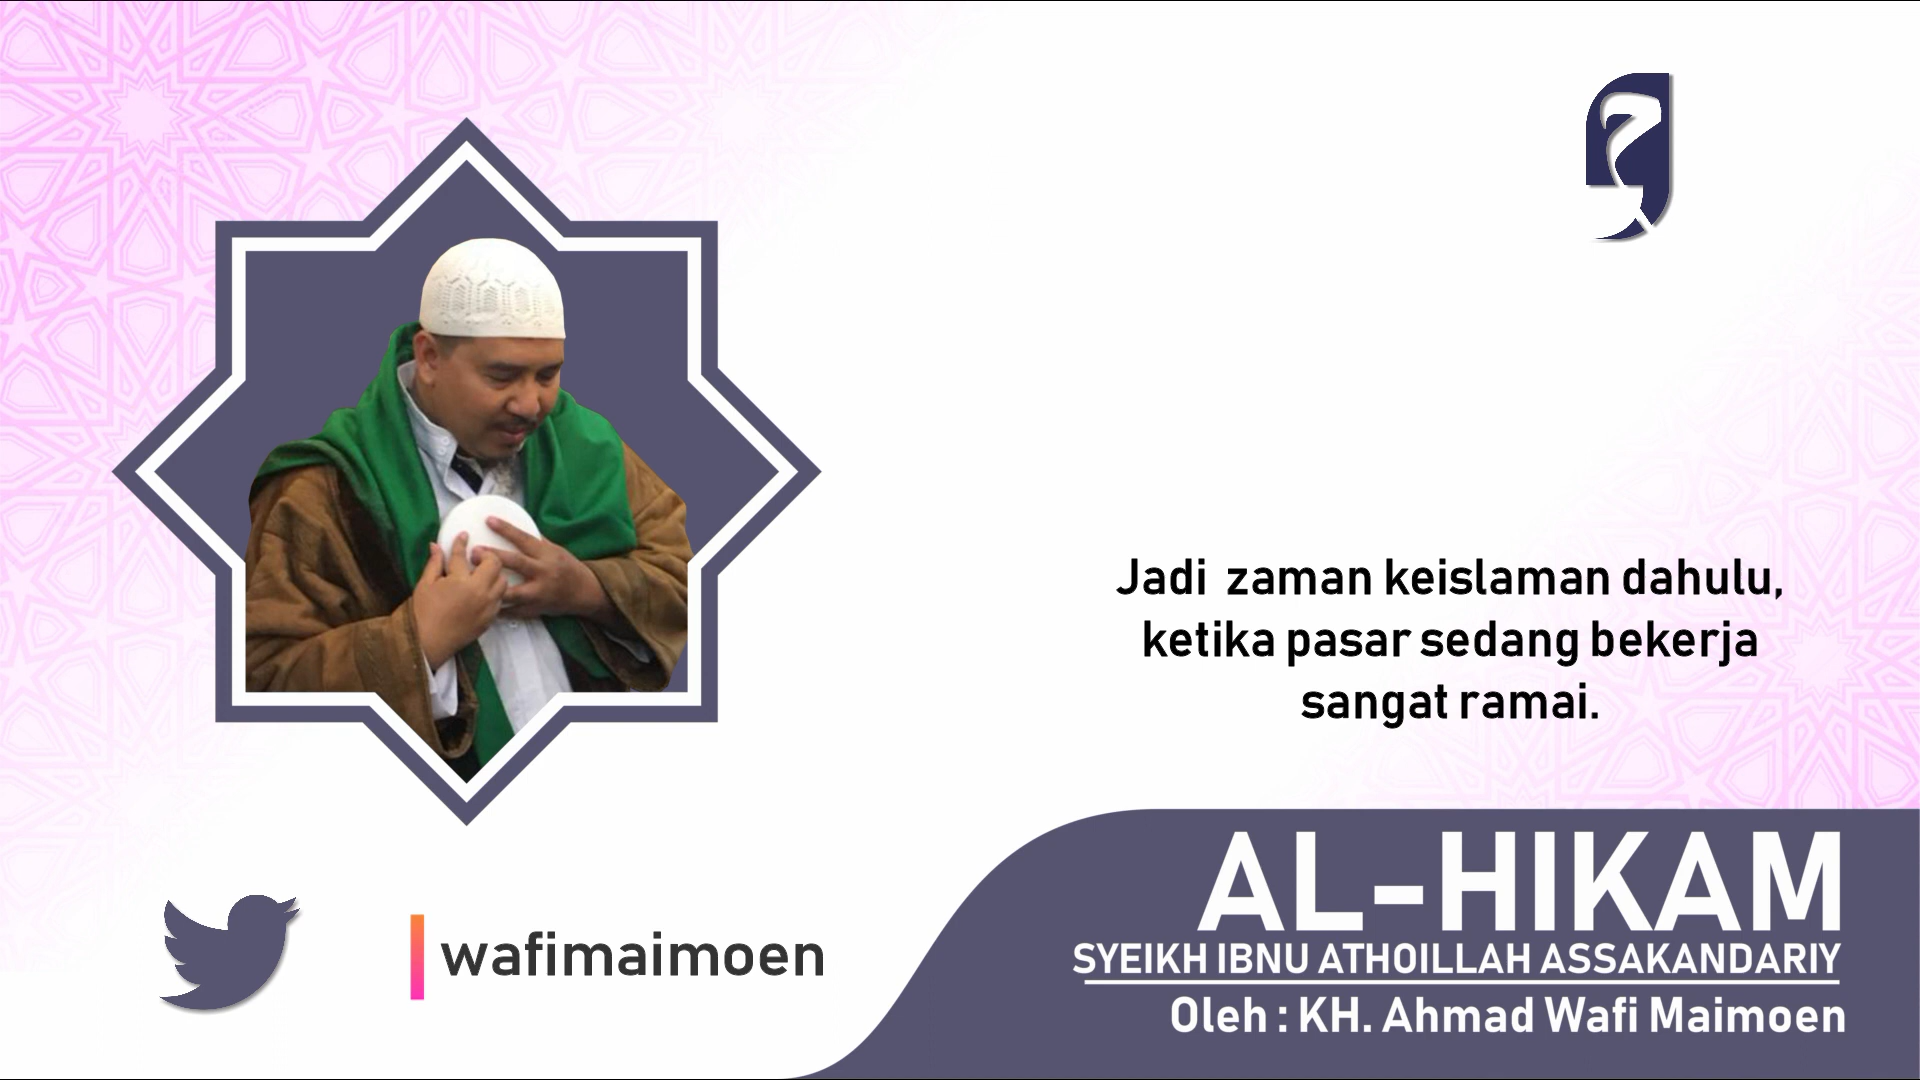 Jadi zaman keislaman dahulu,
ketika pasar sedang bekerja
sangat ramai.
wafimaimoen
AL-HIKAM
SYEIKH IBNU ATHOILLAH ASSAKANDARIY
Oleh : KH. Ahmad Wafi Maimoen